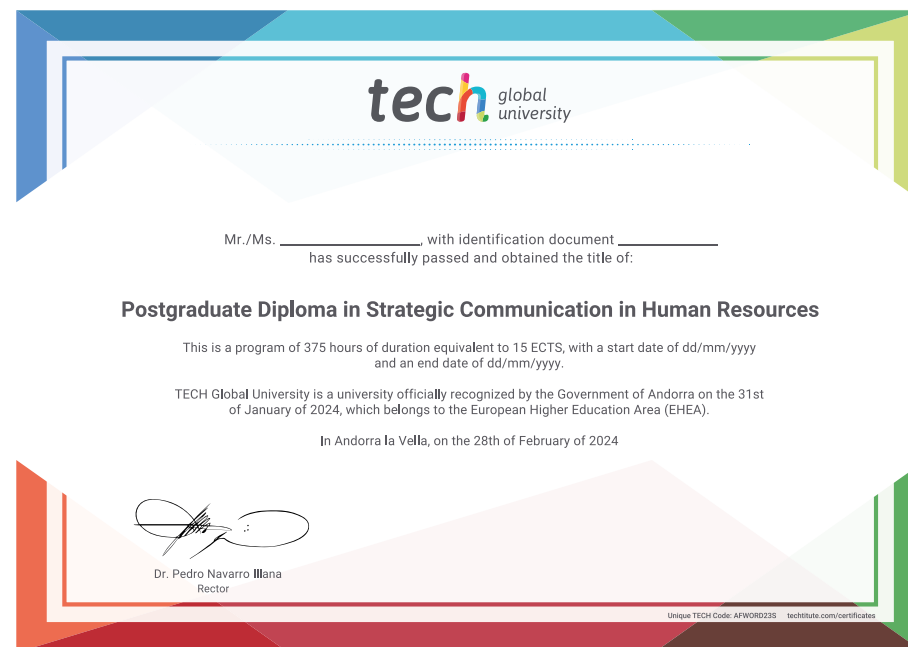 tech global university
Mr./Ms. ____________, with identification document ____________
has successfully passed and obtained the title of:
Postgraduate Diploma in Strategic Communication in Human Resources
This is a program of 375 hours of duration equivalent to 15 ECTS, with a start date of dd/mm/yyyy
and an end date of dd/mm/yyyy.
TECH Global University is a university officially recognized by the Government of Andorra on the 31st
of January of 2024, which belongs to the European Higher Education Area (EHEA).
In Andorra la Vella, on the 28th of February of 2024
Dr. Pedro Navarro Illana
Rector
Unique TECH Code: AFWORD23S techtitute.com/certificates